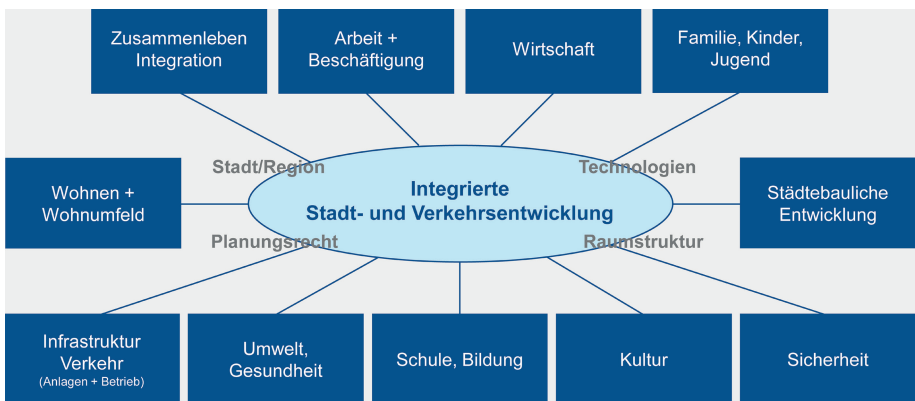 Zusammenleben
Integration
Arbeit +
Beschäftigung
Wirtschaft
Familie, Kinder,
Jugend
Stadt/Region
Technologien
Wohnen +
Wohnumfeld
Integrierte
Stadt- und Verkehrsentwicklung
Städtebauliche
Entwicklung
Planungsrecht
Raumstruktur
Infrastruktur
Verkehr
(Anlagen + Betrieb)
Umwelt,
Gesundheit
Schule, Bildung
Kultur
Sicherheit